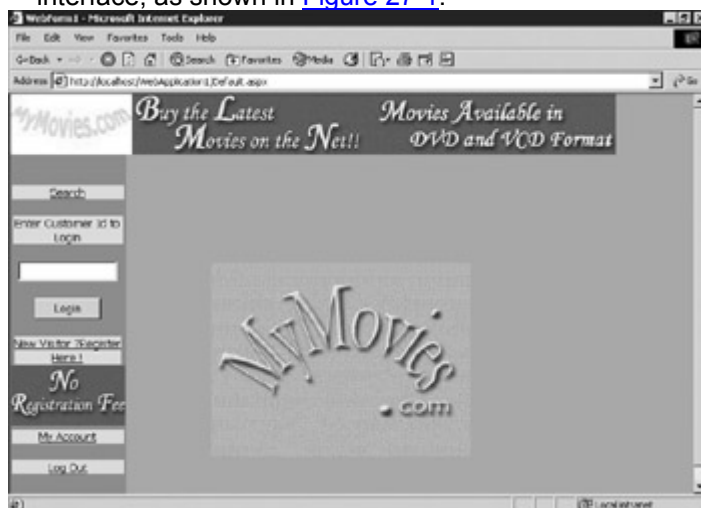 interface, as shown in Figure 27-1.
WebForm1 - Microsoft Internet Explorer
File Edit View Favorites Tools Help
Back Search Favorites Media
Address http://localhost/WebApplication1/Default.aspx Go
MyMovies.com
Buy the Latest Movies Available in
Movies on the Net!! DVD and VCD Format
Search
Enter Customer Id to
Login
Login
New Visitor ?Register
Here !
No
Registration Fee
MyMovies
.com
My Account
Log Out
Local intranet